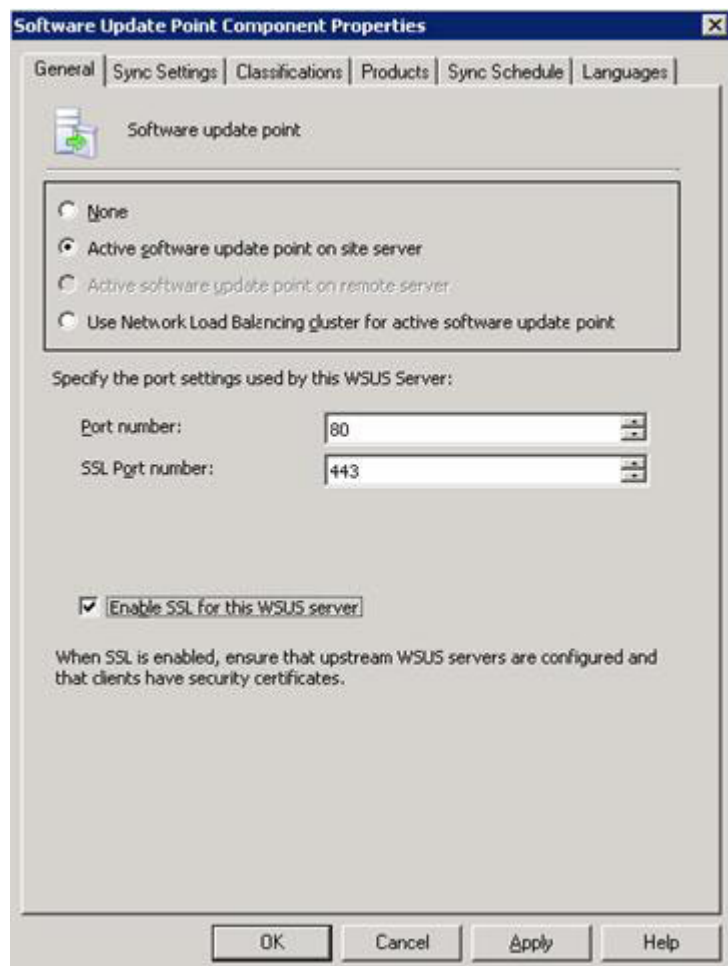 Software Update Point Component Properties
General Sync Settings Classifications Products Sync Schedule Languages
Software update point
None
Active software update point on site server
Active software update point on remote server
Use Network Load Balancing cluster for active software update point
Specify the port settings used by this WSUS Server:
Port number: 80
SSL Port number: 443
Enable SSL for this WSUS server
When SSL is enabled, ensure that upstream WSUS servers are configured and
that clients have security certificates.
OK Cancel Apply Help